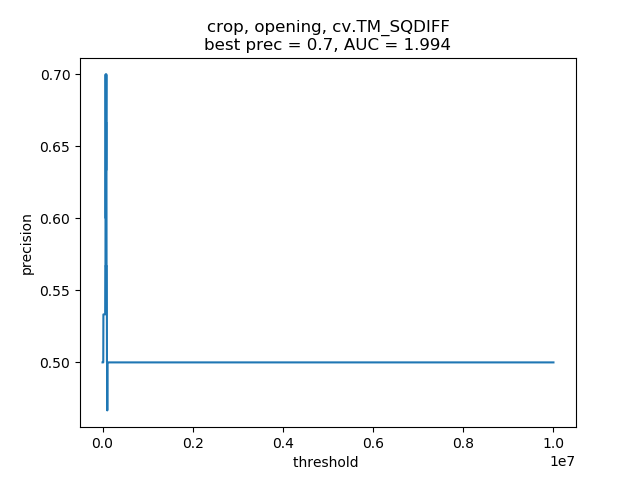 crop, opening, cv.TM_SQDIFF
best prec = 0.7, AUC = 1.994
0.70
0.65
0.60
0.55
0.50
precision
0.0 0.2 0.4 0.6 0.8 1.0
1e7
threshold